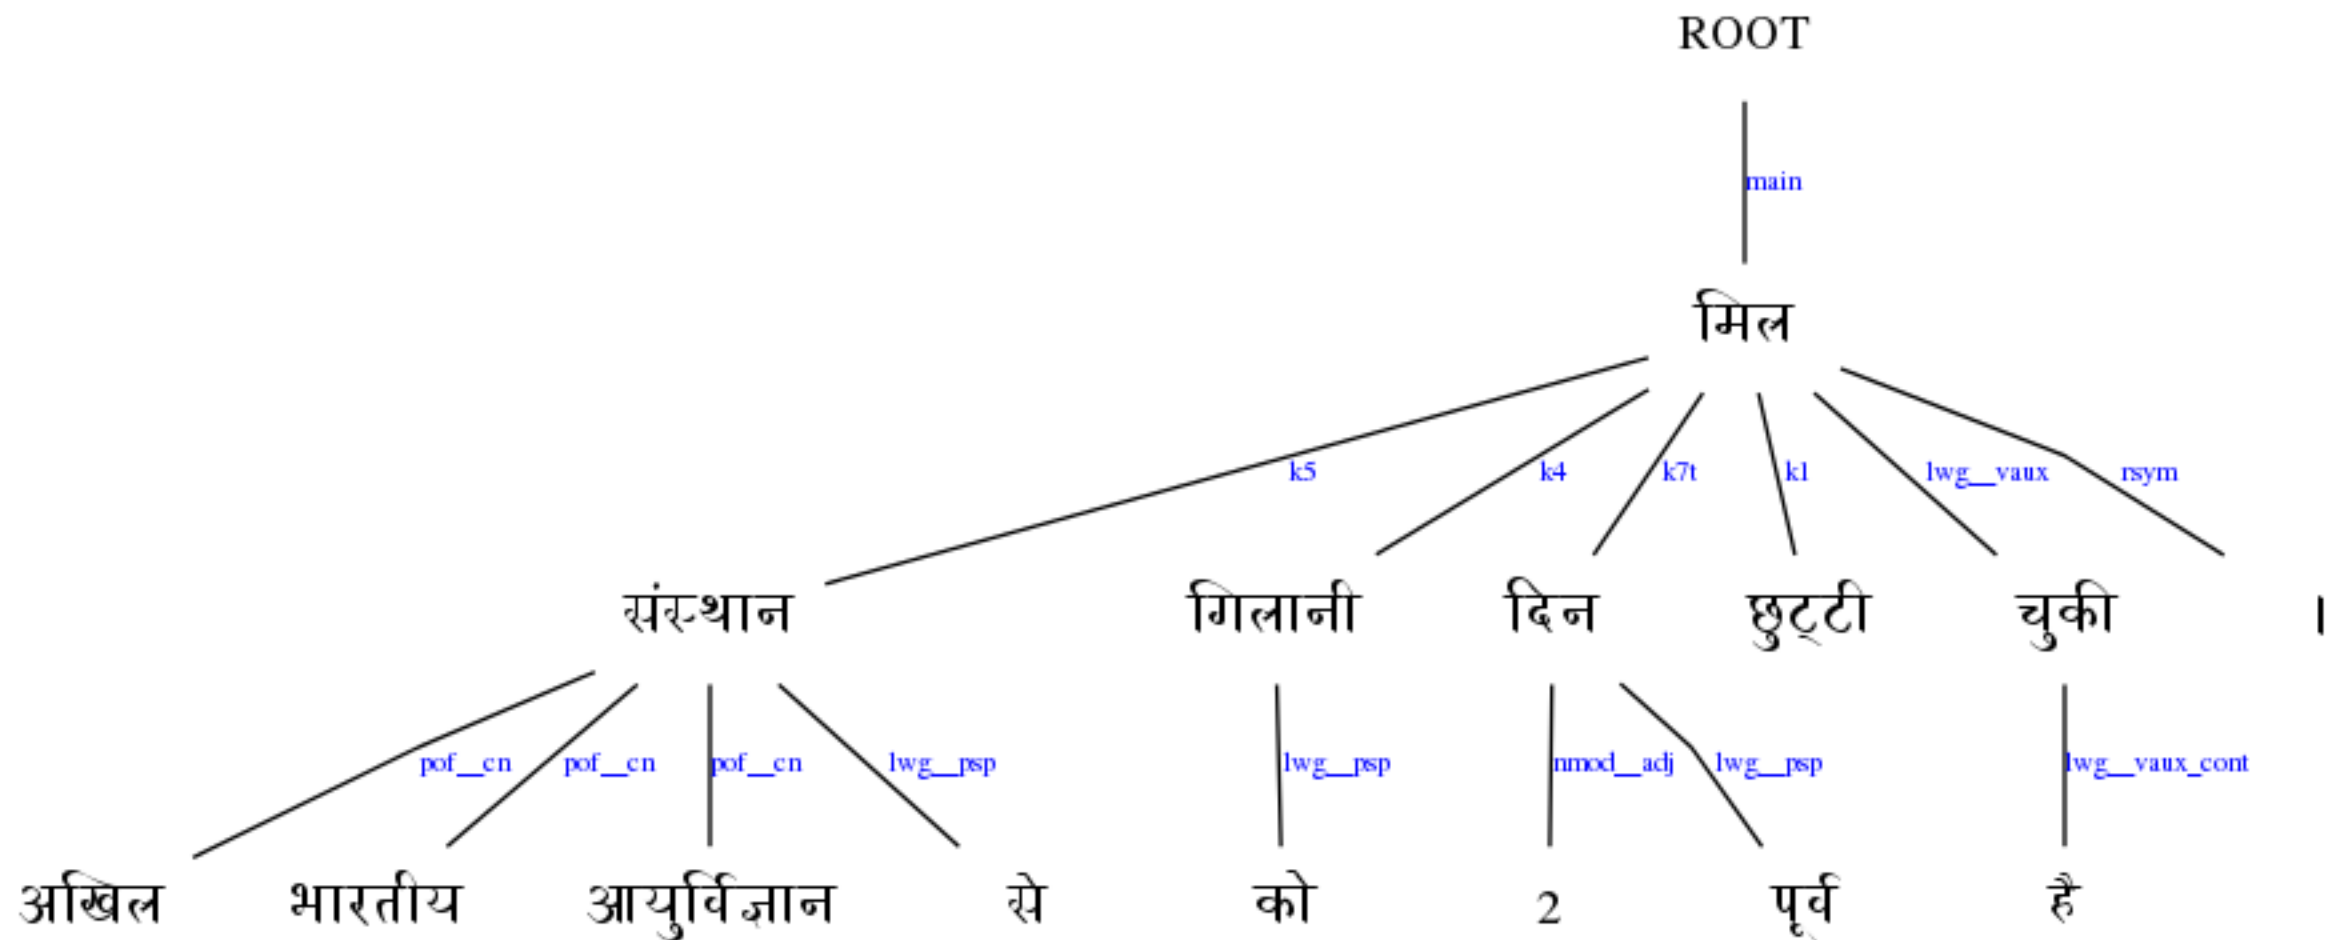 ROOT
main
मिल
k5 k4 k7t k1 lwg__vaux rsym
संस्थान गिलानी दिन छुट्टी चुकी ।
pof__cn pof__cn pof__cn lwg__psp lwg__psp nmod__adj lwg__psp lwg__vaux_cont
अखिल भारतीय आयुर्विज्ञान से को 2 पूर्व है